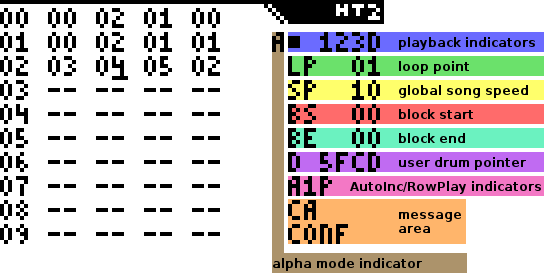 HT2
00 00 02 01 00
01 00 02 01 01
02 03 04 05 02
03 -- -- -- --
04 -- -- -- --
05 -- -- -- --
06 -- -- -- --
07 -- -- -- --
08 -- -- -- --
09 -- -- -- --
A ■ 123D playback indicators
LP 01 loop point
SP 10 global song speed
BS 00 block start
BE 00 block end
D 5FCD user drum pointer
A1P AutoInc/RowPlay indicators
CA message
CONF area
alpha mode indicator